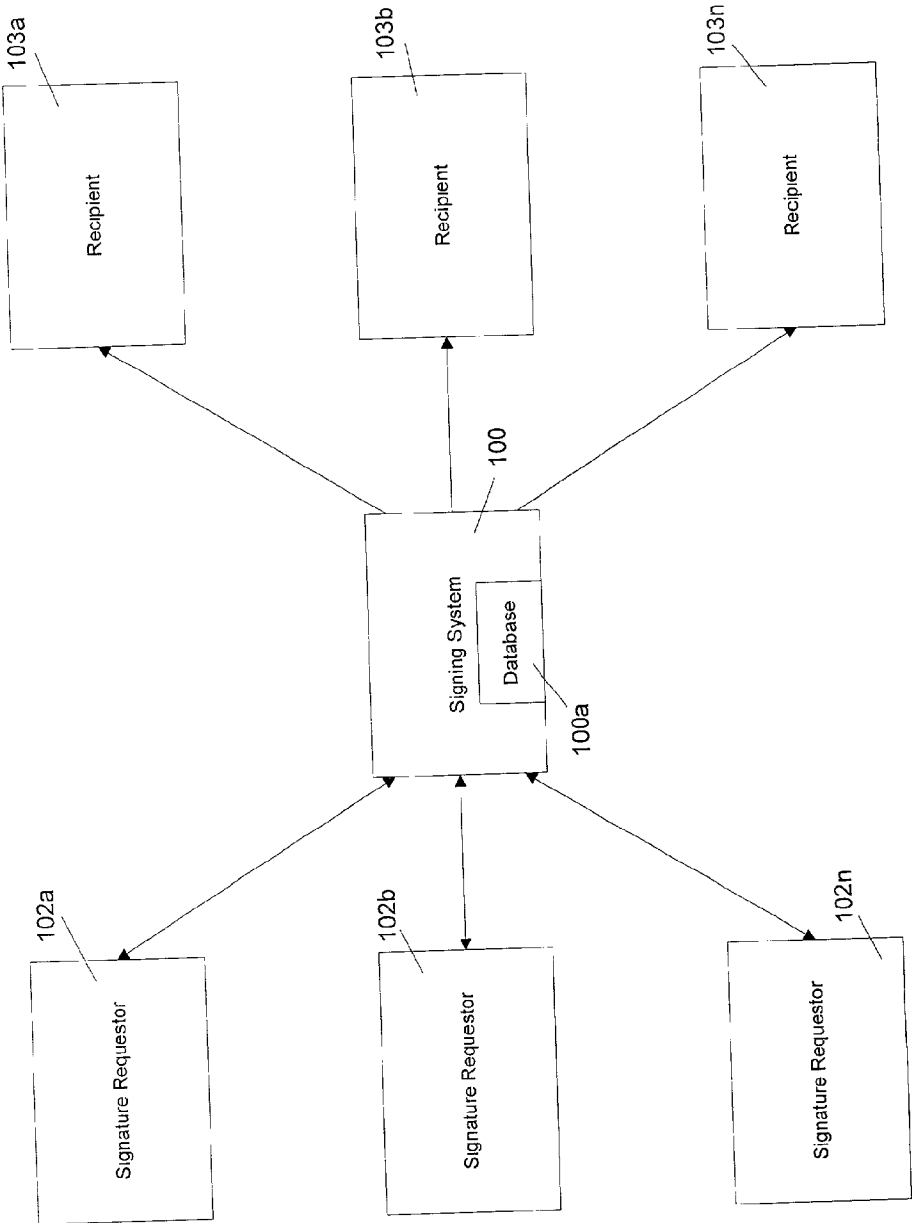 102a
Signature Requestor
102b
Signature Requestor
102n
Signature Requestor
100
Signing System
Database
100a
103a
Recipient
103b
Recipient
103n
Recipient